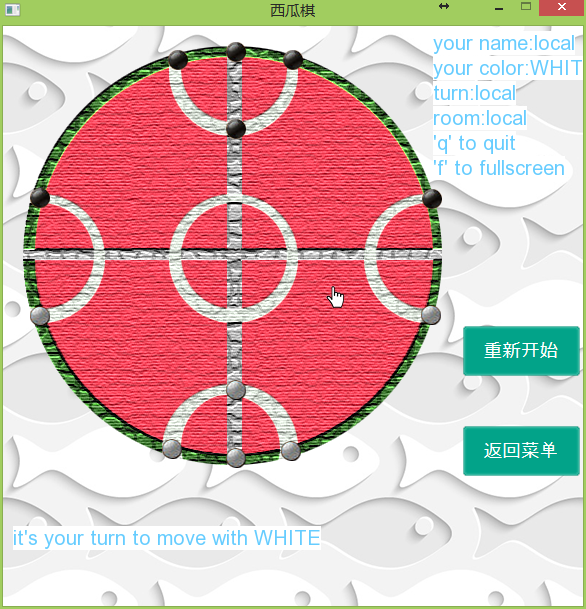 西瓜棋
your name:local
your color:WHIT
turn:local
room:local
'q' to quit
'f' to fullscreen
重新开始
返回菜单
it's your turn to move with WHITE